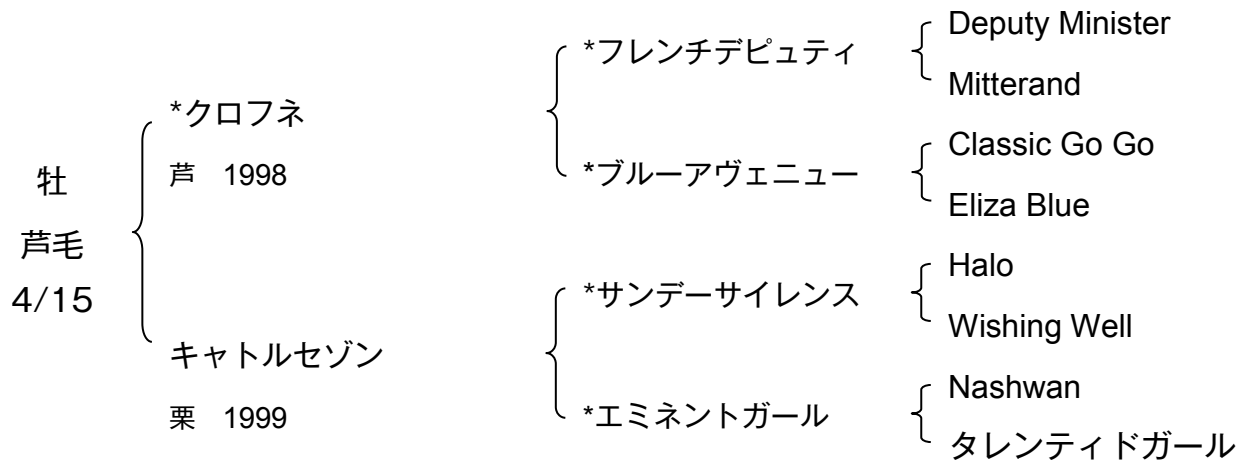 牡
芦毛
4/15
*クロフネ
芦 1998
キャトルセゾン
栗 1999
*フレンチデピュティ
*ブルーアヴェニュー
*サンデーサイレンス
*エミネントガール
Deputy Minister
Mitterand
Classic Go Go
Eliza Blue
Halo
Wishing Well
Nashwan
タレンティドガール